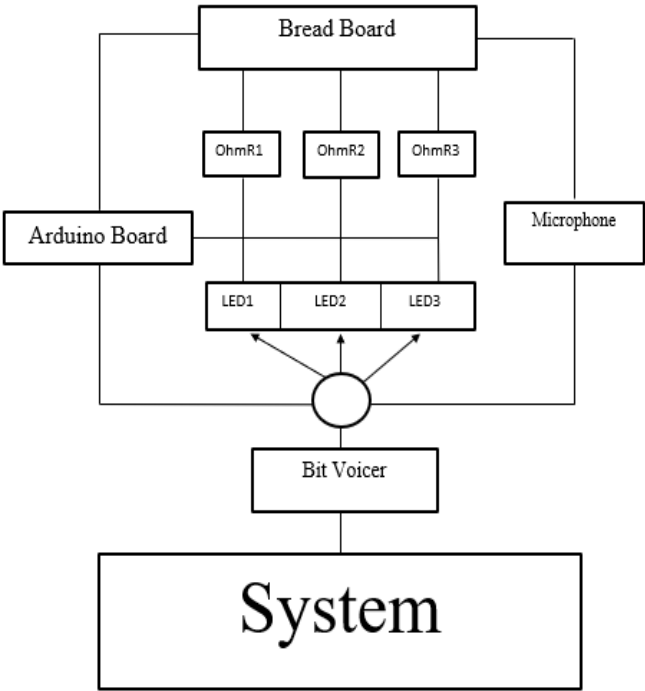 Bread Board
OhmR1
OhmR2
OhmR3
Arduino Board
Microphone
LED1
LED2
LED3
Bit Voicer
System